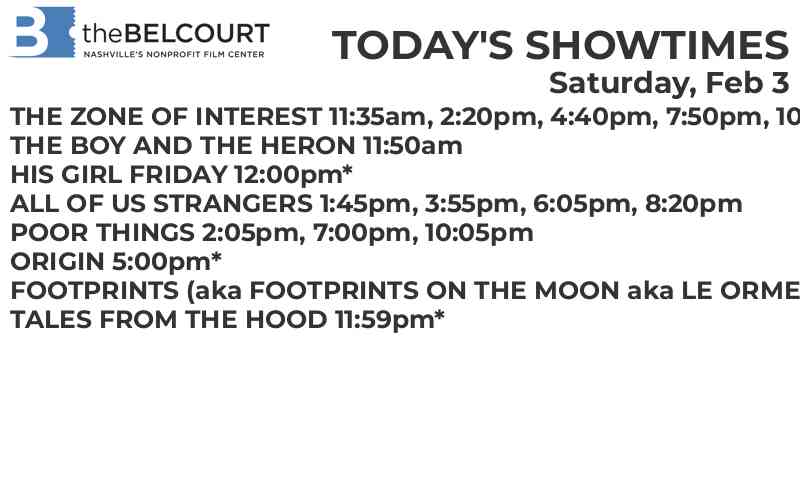 B theBELCOURT
NASHVILLE'S NONPROFIT FILM CENTER
TODAY'S SHOWTIMES
Saturday, Feb 3
THE ZONE OF INTEREST 11:35am, 2:20pm, 4:40pm, 7:50pm, 10
THE BOY AND THE HERON 11:50am
HIS GIRL FRIDAY 12:00pm*
ALL OF US STRANGERS 1:45pm, 3:55pm, 6:05pm, 8:20pm
POOR THINGS 2:05pm, 7:00pm, 10:05pm
ORIGIN 5:00pm*
FOOTPRINTS (aka FOOTPRINTS ON THE MOON aka LE ORME
TALES FROM THE HOOD 11:59pm*